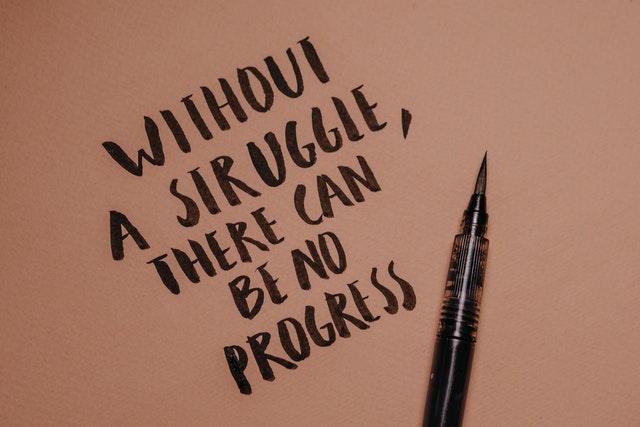 WITHOUT
A STRUGGLE,
THERE CAN
BE NO
PROGRESS